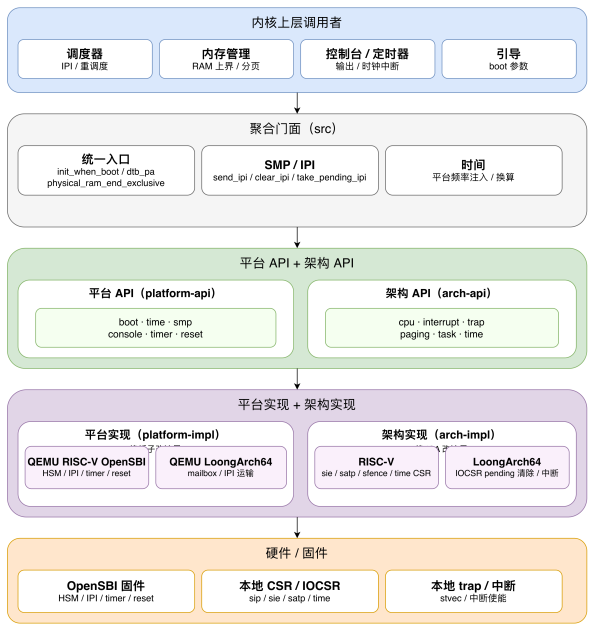 内核上层调用者
调度器
IPI / 重调度
内存管理
RAM 上界 / 分页
控制台 / 定时器
输出 / 时钟中断
引导
boot 参数
聚合门面（src）
统一入口
init_when_boot / dtb_pa
physical_ram_end_exclusive
SMP / IPI
send_ipi / clear_ipi / take_pending_ipi
时间
平台频率注入 / 换算
平台 API + 架构 API
平台 API（platform-api）
boot · time · smp
console · timer · reset
架构 API（arch-api）
cpu · interrupt · trap
paging · task · time
平台实现 + 架构实现
平台实现（platform-impl）
QEMU RISC-V OpenSBI
HSM / IPI / timer / reset
QEMU LoongArch64
mailbox / IPI 运输
架构实现（arch-impl）
RISC-V
sie / satp / sfence / time CSR
LoongArch64
IOCSR pending 清除 / 中断
硬件 / 固件
OpenSBI 固件
HSM / IPI / timer / reset
本地 CSR / IOCSR
sip / sie / satp / time
本地 trap / 中断
stvec / 中断使能